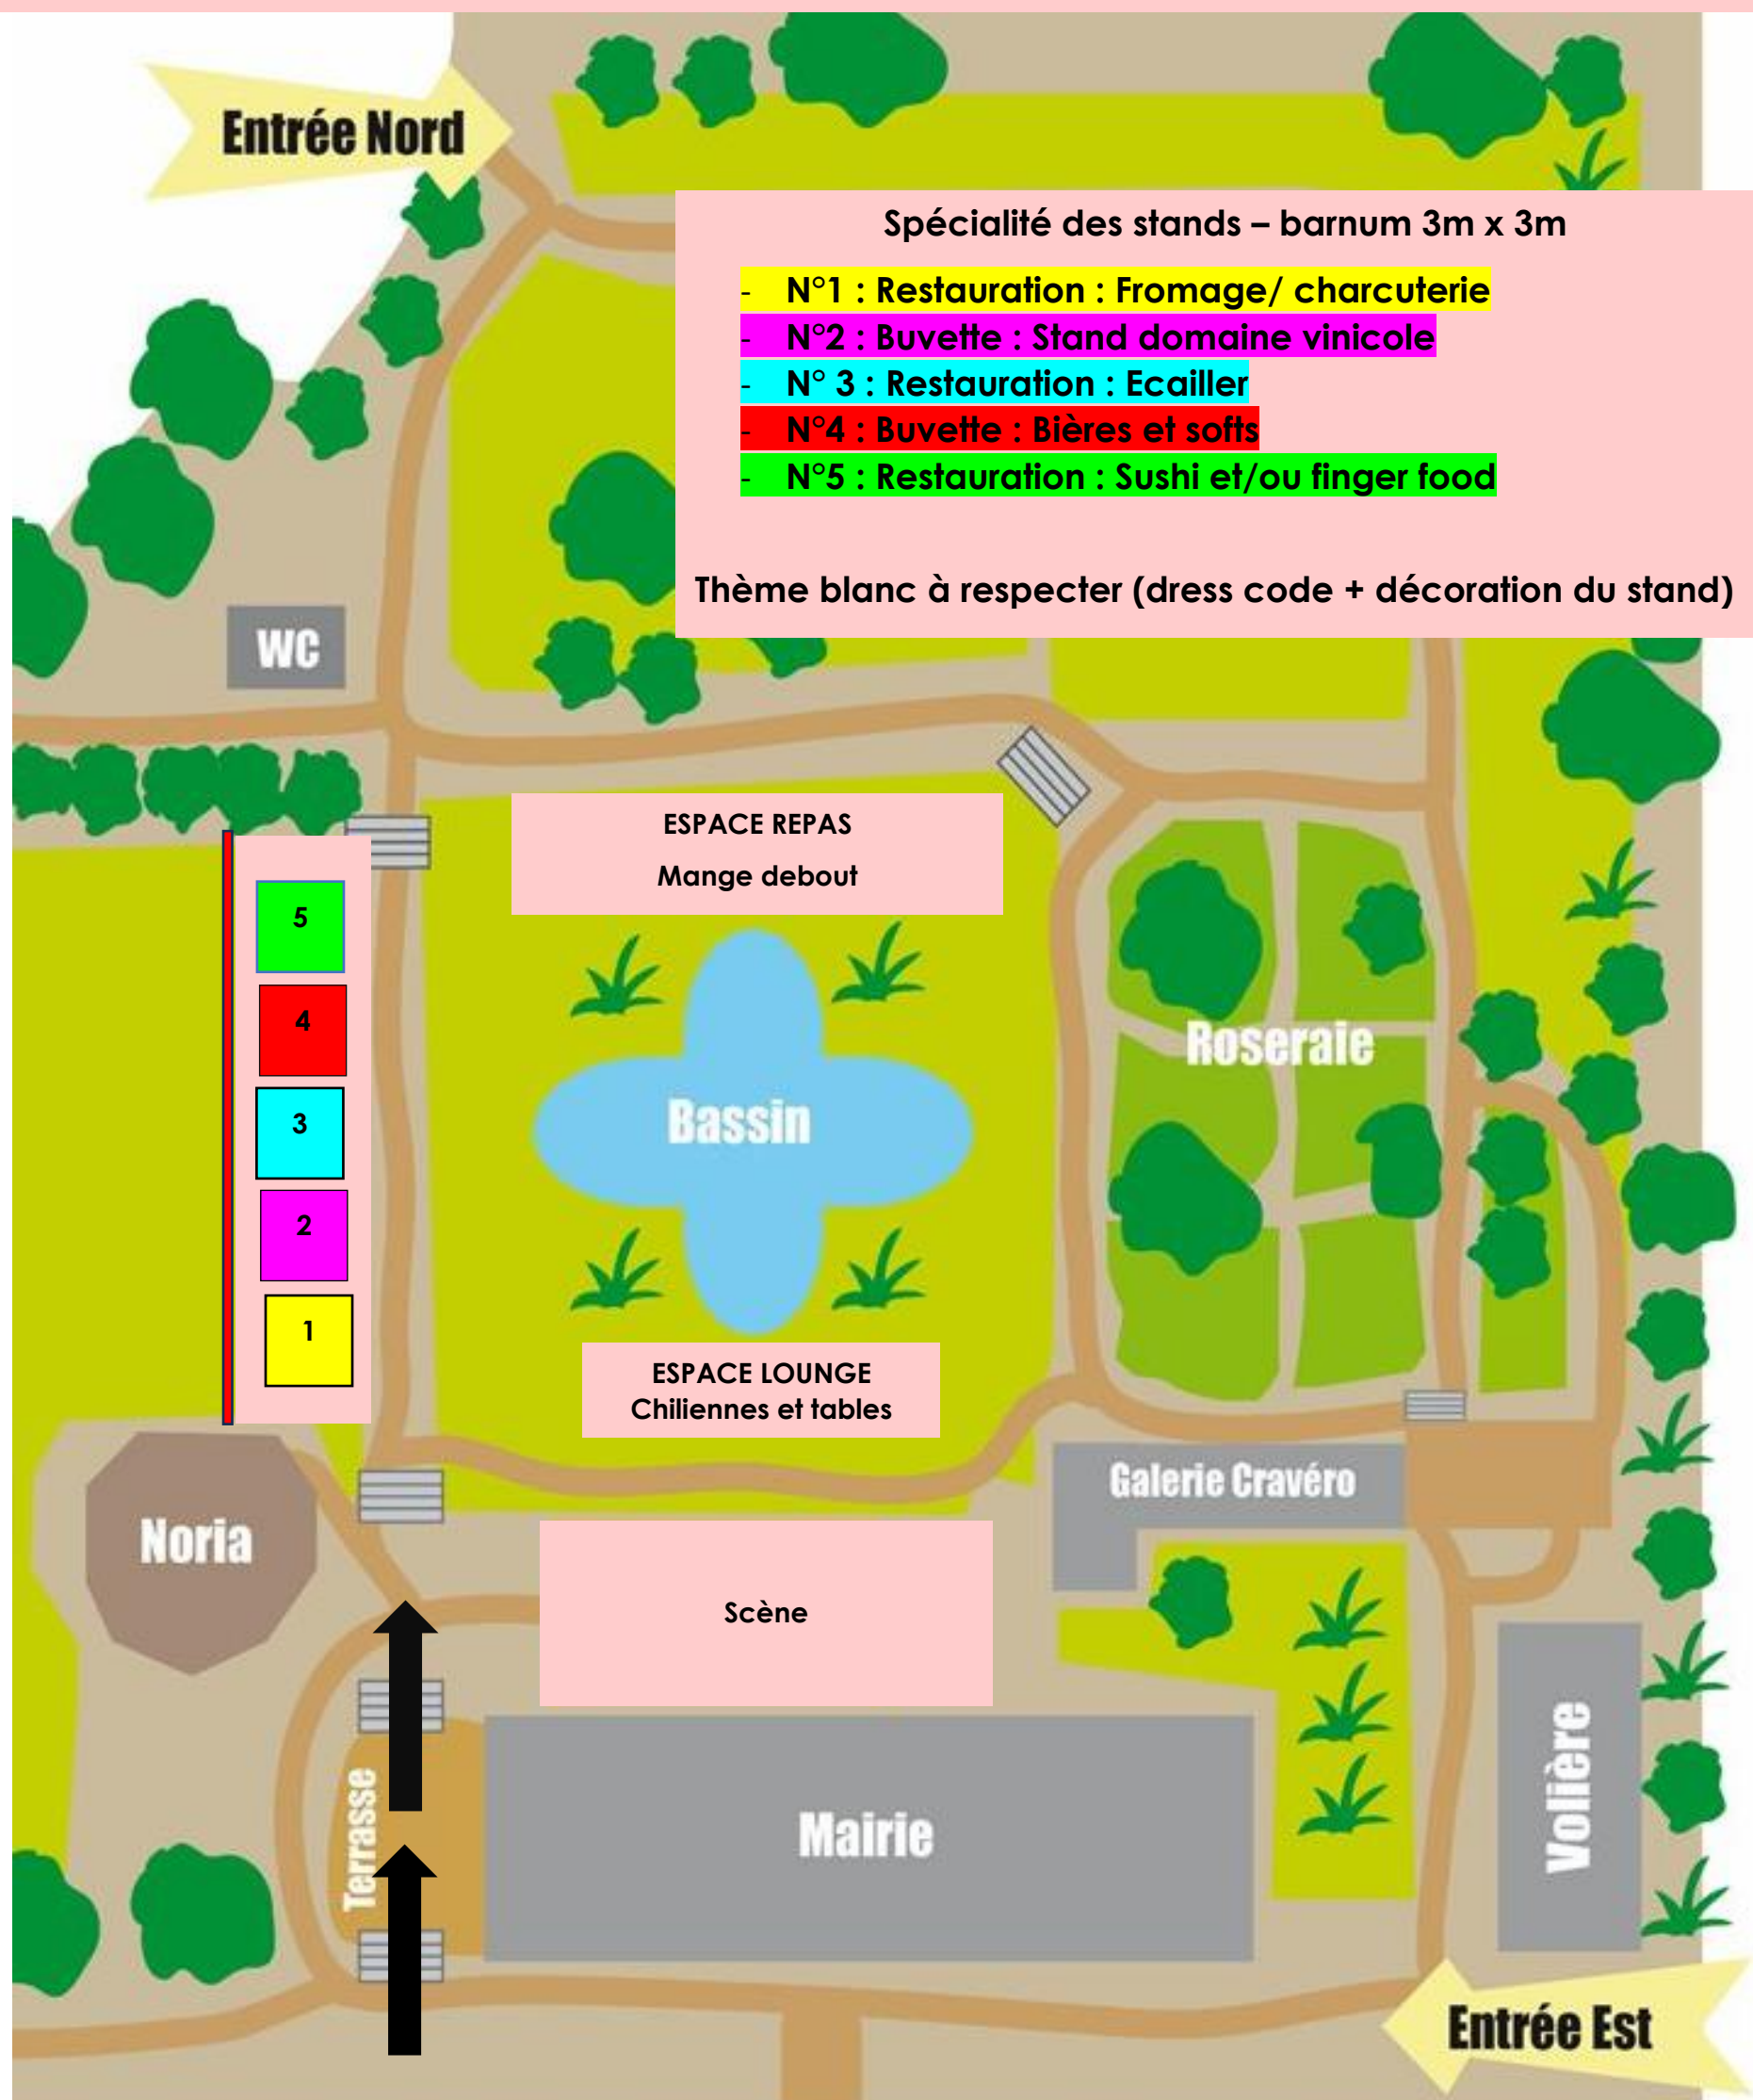 Entrée Nord
Spécialité des stands – barnum 3m x 3m
- N°1 : Restauration : Fromage/ charcuterie
- N°2 : Buvette : Stand domaine vinicole
- N° 3 : Restauration : Ecailler
- N°4 : Buvette : Bières et softs
- N°5 : Restauration : Sushi et/ou finger food
Thème blanc à respecter (dress code + décoration du stand)
WC
ESPACE REPAS
Mange debout
5
4
3
2
1
Roseraie
Bassin
ESPACE LOUNGE
Chiliennes et tables
Galerie Cravéro
Noria
Scène
Terrasse
Mairie
Volière
Entrée Est